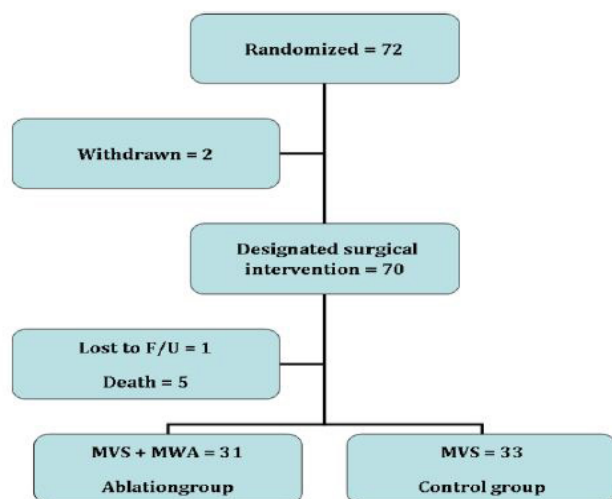 Randomized = 72
Withdrawn = 2
Designated surgical
intervention = 70
Lost to F/U = 1
Death = 5
MVS + MWA = 31
Ablationgroup
MVS = 33
Control group